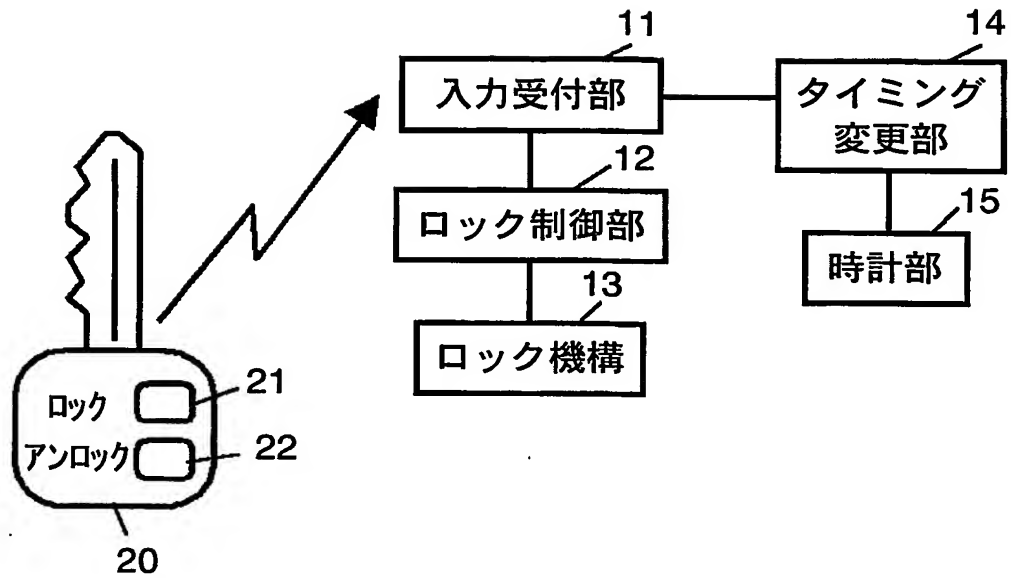 11
入力受付部
14
タイミング
変更部
12
ロック制御部
15
時計部
13
ロック機構
ロック
21
アンロック
22
20